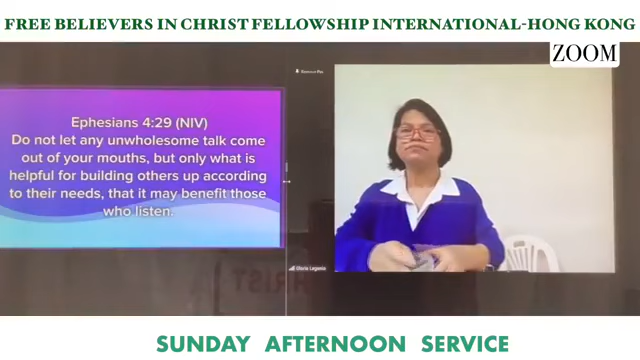 FREE BELIEVERS IN CHRIST FELLOWSHIP INTERNATIONAL-HONG KONG
ZOOM
Ephesians 4:29 (NIV)
Do not let any unwholesome talk come
out of your mouths, but only what is
helpful for building others up according
to their needs, that it may benefit those
who listen.
SUNDAY AFTERNOON SERVICE